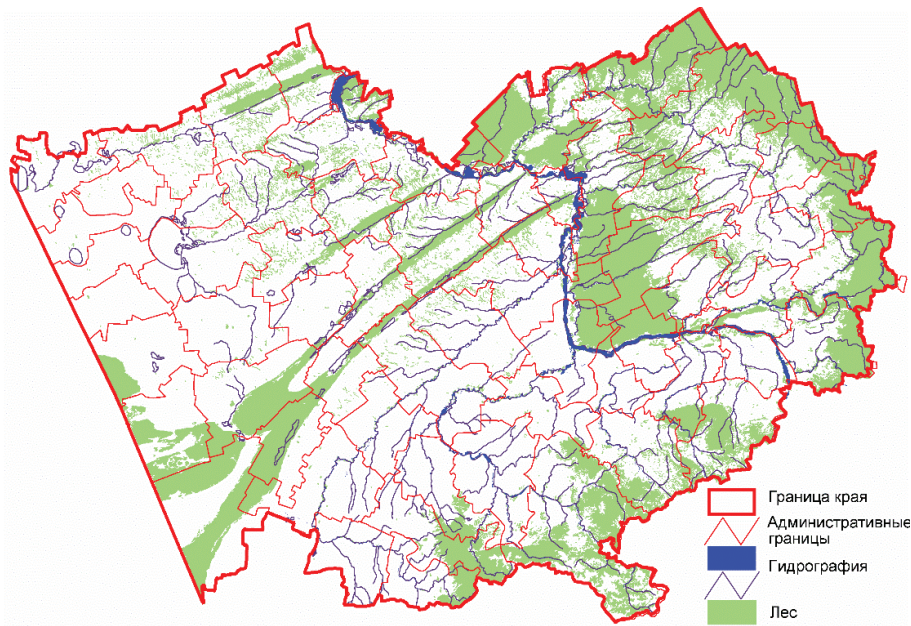 Граница края
Административные
границы
Гидрография
Лес